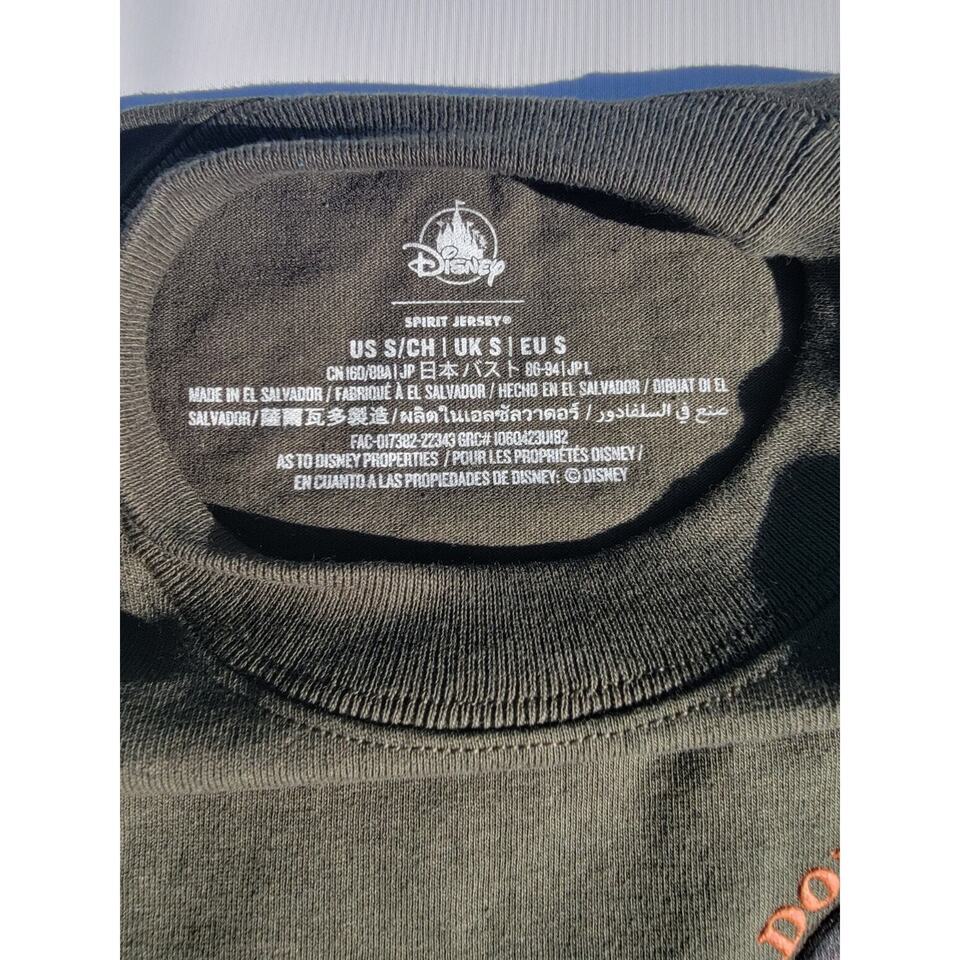 Disney
SPIRIT JERSEY®
US S/CH | UK S | EU S
CN 160/88A | JP 日本 バスト 86-94 | JP L
MADE IN EL SALVADOR / FABRIQUÉ À EL SALVADOR / HECHO EN EL SALVADOR / DIBUAT DI EL
SALVADOR / 薩爾瓦多製造 / ผลิตในเอลซัลวาดอร์ / صنع في السلفادور
FAC-017382-22343 GRC# 1060423U182
AS TO DISNEY PROPERTIES / POUR LES PROPRIÉTÉS DISNEY /
EN CUANTO A LAS PROPIEDADES DE DISNEY: © DISNEY
DO